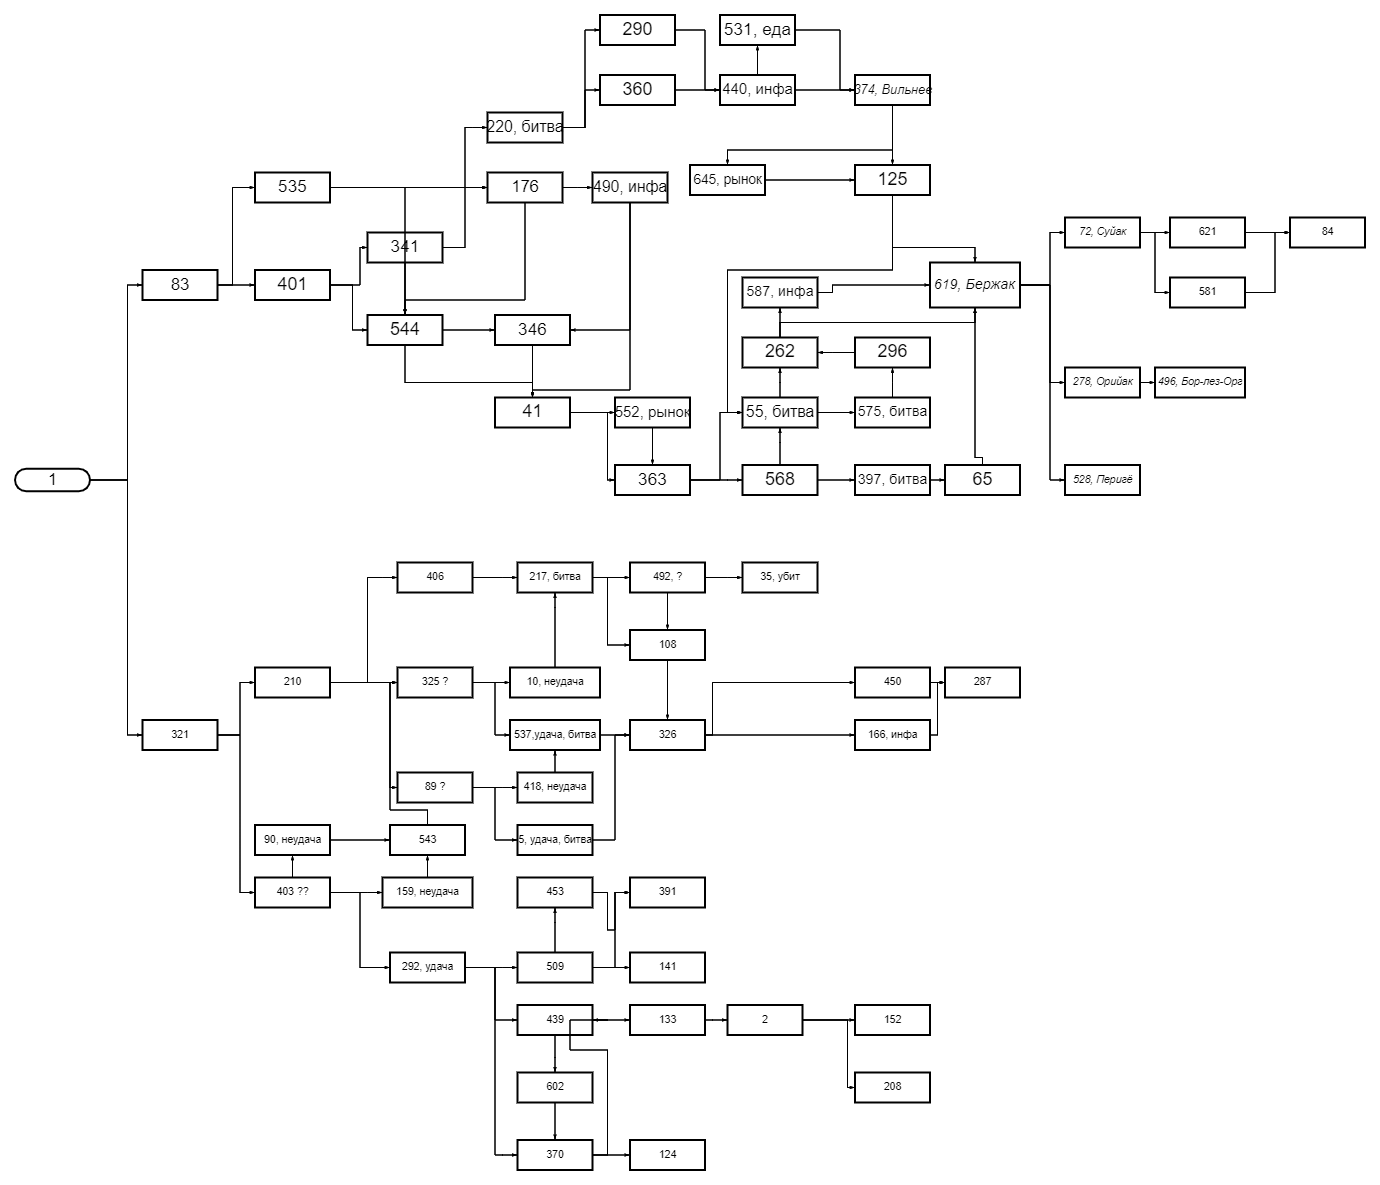 290
531, еда
360
440, инфа
374, Вильнёв
220, битва
645, рынок
125
535
176
490, инфа
341
72, Суйак
621
84
83
401
587, инфа
619, Бержак
581
544
346
262
296
278, Орийак
496, Бор-лез-Орг
41
552, рынок
55, битва
575, битва
1
363
568
397, битва
65
528, Перигё
406
217, битва
492, ?
35, убит
108
210
325 ?
10, неудача
450
287
321
537,удача, битва
326
166, инфа
89 ?
418, неудача
90, неудача
543
5, удача, битва
403 ??
159, неудача
453
391
292, удача
509
141
439
133
2
152
602
208
370
124